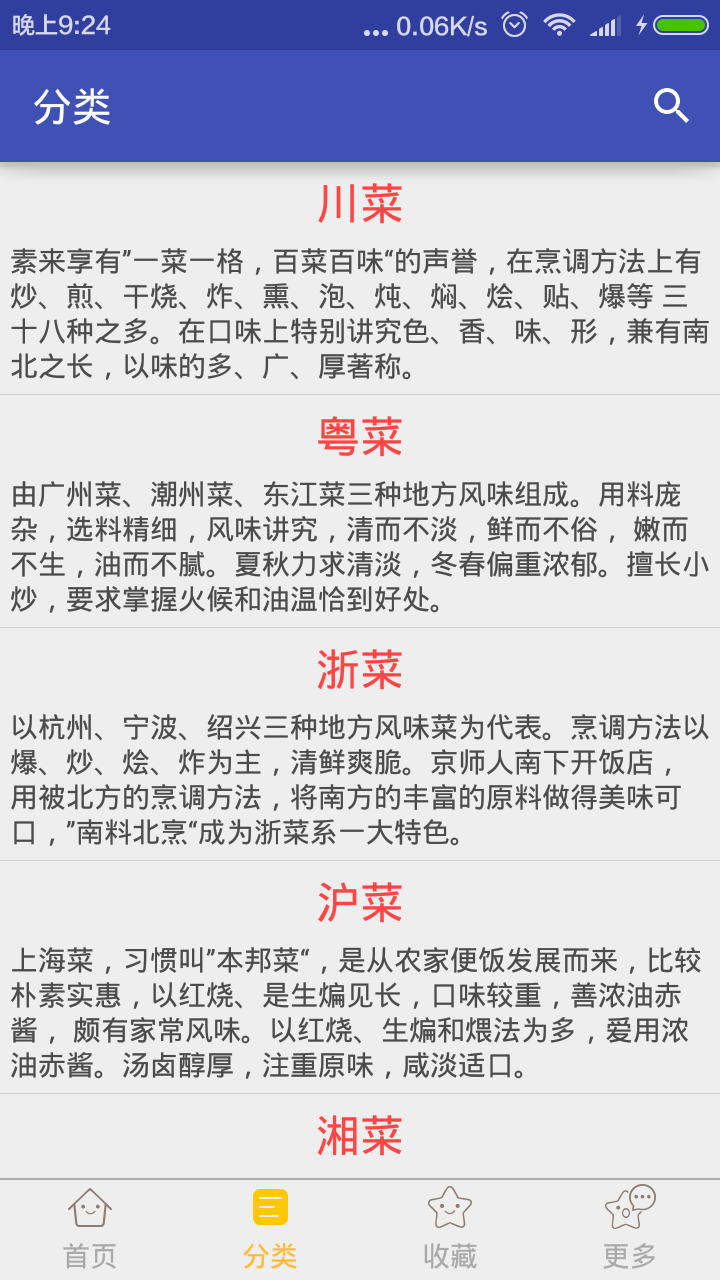 晚上9:24 ... 0.06K/s
分类
川菜
素来享有”一菜一格，百菜百味“的声誉，在烹调方法上有
炒、煎、干烧、炸、熏、泡、炖、焖、烩、贴、爆等 三
十八种之多。在口味上特别讲究色、香、味、形，兼有南
北之长，以味的多、广、厚著称。
粤菜
由广州菜、潮州菜、东江菜三种地方风味组成。用料庞
杂，选料精细，风味讲究，清而不淡，鲜而不俗， 嫩而
不生，油而不腻。夏秋力求清淡，冬春偏重浓郁。擅长小
炒，要求掌握火候和油温恰到好处。
浙菜
以杭州、宁波、绍兴三种地方风味菜为代表。烹调方法以
爆、炒、烩、炸为主，清鲜爽脆。京师人南下开饭店，
用被北方的烹调方法，将南方的丰富的原料做得美味可
口，”南料北烹“成为浙菜系一大特色。
沪菜
上海菜，习惯叫”本邦菜“，是从农家便饭发展而来，比较
朴素实惠，以红烧、是生煸见长，口味较重，善浓油赤
酱， 颇有家常风味。以红烧、生煸和煨法为多，爱用浓
油赤酱。汤卤醇厚，注重原味，咸淡适口。
湘菜
首页 分类 收藏 更多